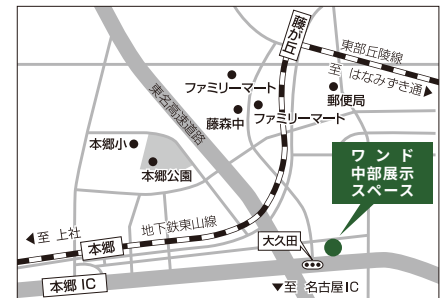 藤が丘
東部丘陵線
至 はなみずき通▶
ファミリーマート
郵便局
東名高速道路
藤森中
ファミリーマート
本郷小
本郷公園
ワンド
中部展示
スペース
◀至 上社
地下鉄東山線
本郷
大久田
本郷 IC
▼至 名古屋IC